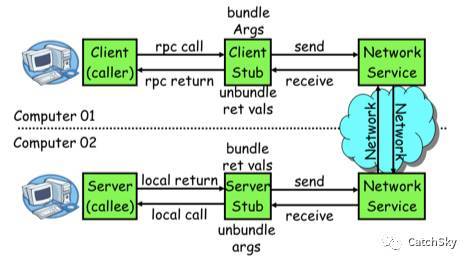 bundle
Args
Client
(caller)
rpc call
rpc return
Client
Stub
send
receive
Network
Service
unbundle
ret vals
Computer 01
Computer 02
Network
Network
bundle
ret vals
Server
(callee)
local return
local call
Server
Stub
send
receive
Network
Service
unbundle
args
CatchSky